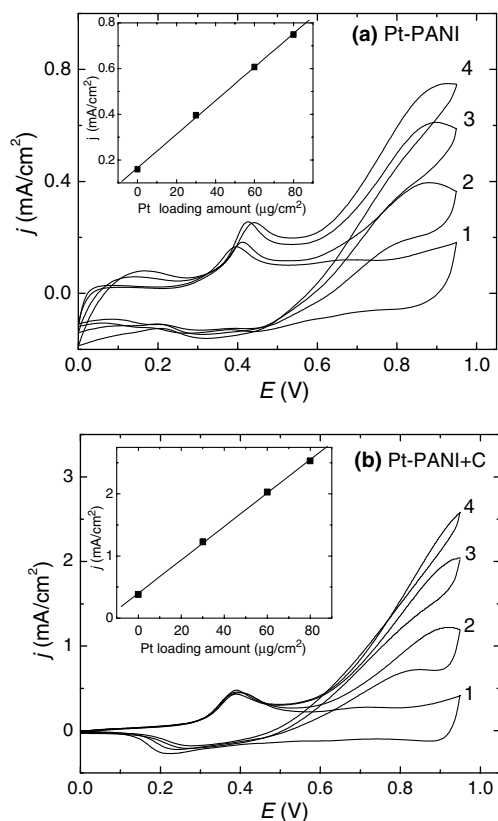 (a) Pt-PANI
0.8
0.4
0.0
j (mA/cm²)
0.8
0.6
0.4
0.2
j (mA/cm²)
0 20 40 60 80
Pt loading amount (μg/cm²)
4
3
2
1
0.0 0.2 0.4 0.6 0.8 1.0
E (V)
(b) Pt-PANI+C
3
2
1
0
j (mA/cm²)
2
1
0
j (mA/cm²)
0 20 40 60 80
Pt loading amount (μg/cm²)
4
3
2
1
0.0 0.2 0.4 0.6 0.8 1.0
E (V)